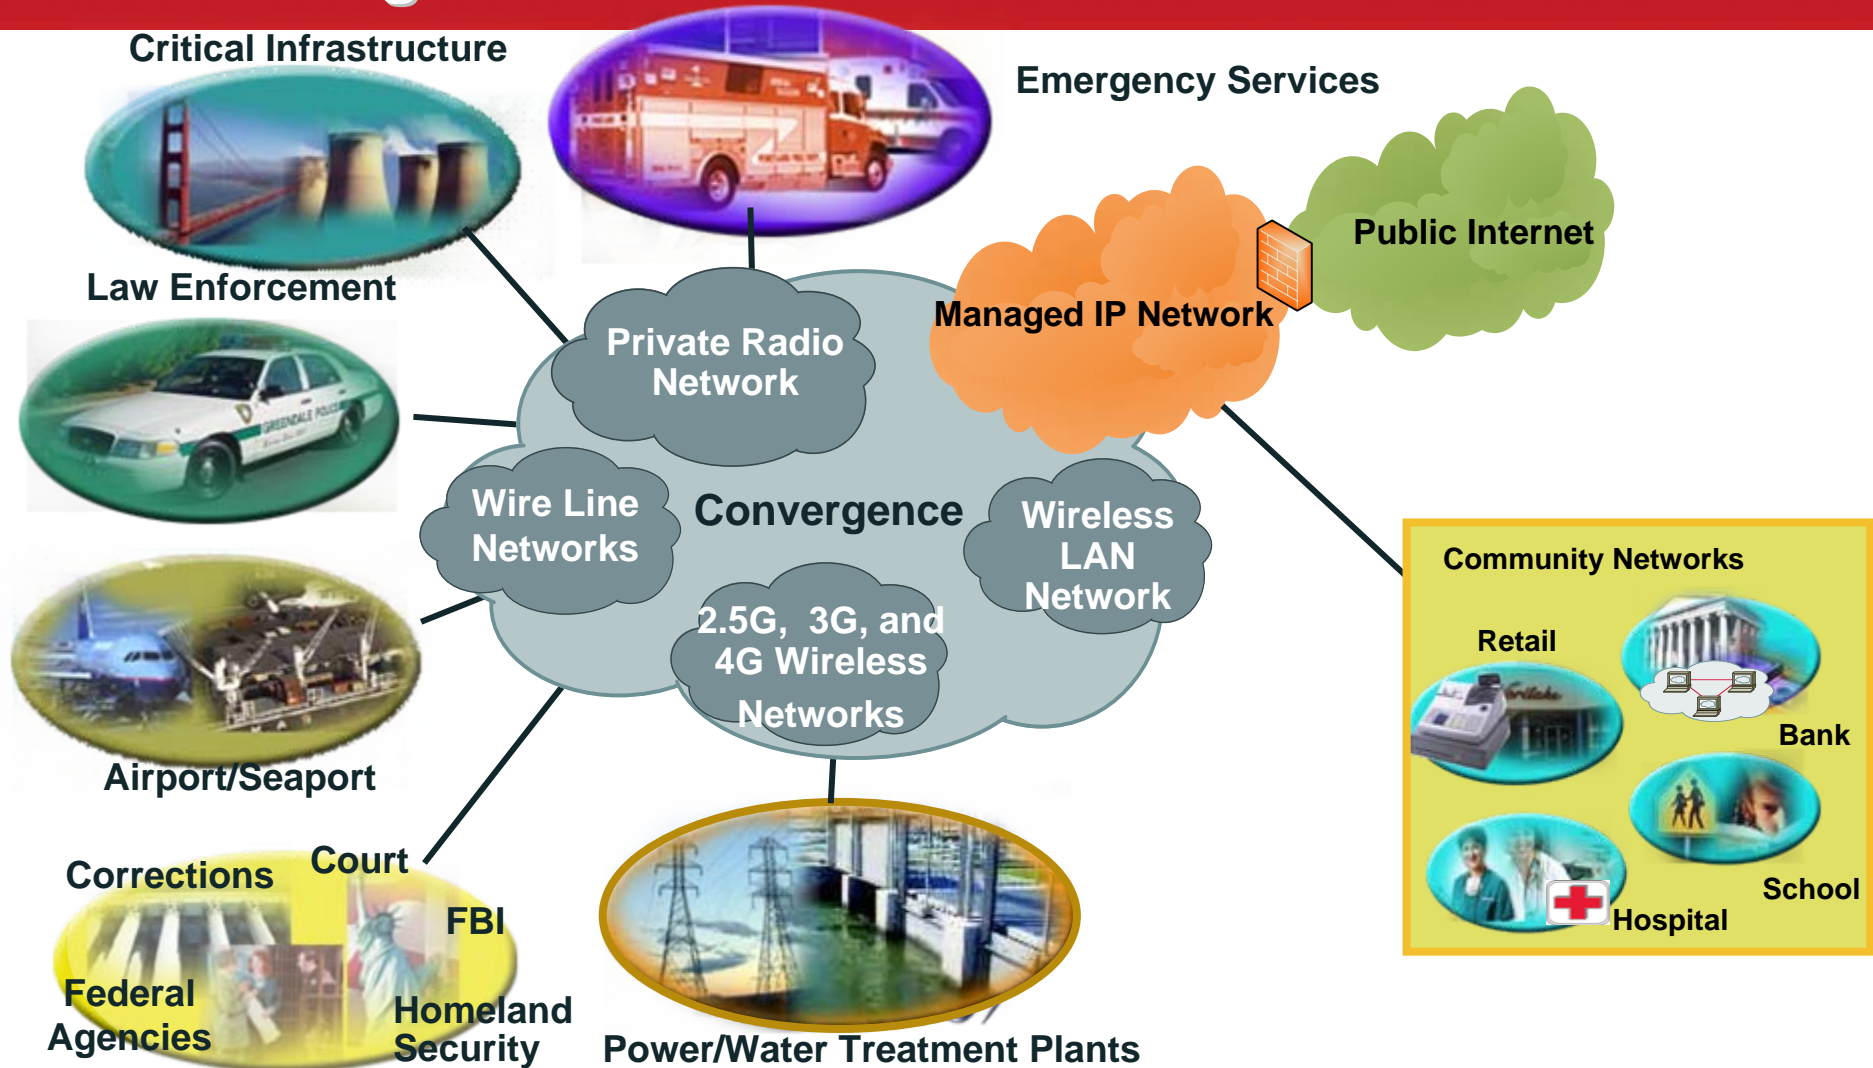 Critical Infrastructure
Emergency Services
Public Internet
Managed IP Network
Law Enforcement
Private Radio
Network
GREENDALE POLICE
Wire Line
Networks
Convergence
Wireless
LAN
Network
2.5G,  3G, and
4G Wireless
Networks
Community Networks
Retail
Bank
School
Hospital
Airport/Seaport
Corrections
Court
FBI
Federal
Agencies
Homeland
Security
Power/Water Treatment Plants